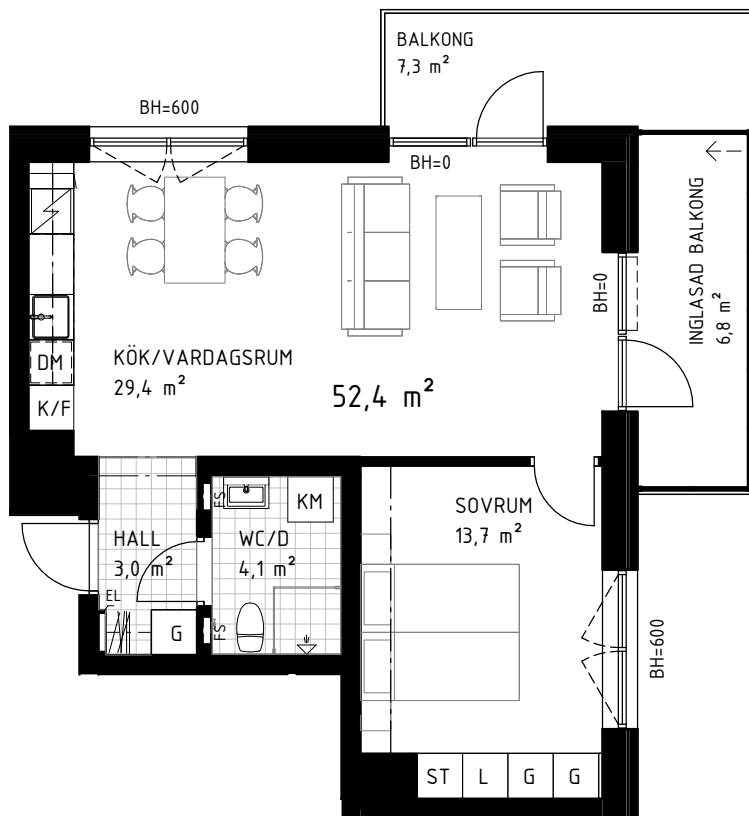 BALKONG
7,3 m²
BH=600
BH=0
INGLASAD BALKONG
6,8 m²
BH=0
DM
K/F
KÖK/VARDAGSRUM
29,4 m²
52,4 m²
FS
KM
SOVRUM
13,7 m²
HALL
3,0 m²
WC/D
4,1 m²
EL
G
FS
BH=600
ST L G G